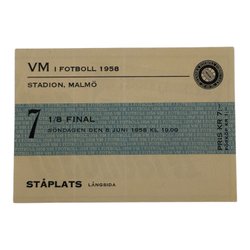 VM I FOTBOLL 1958
STADION, MALMÖ
7
1/8 FINAL
SÖNDAGEN DEN 8 JUNI 1958 KL 19.00
PRIS KR 7:-
STÅPLATS LÅNGSIDA